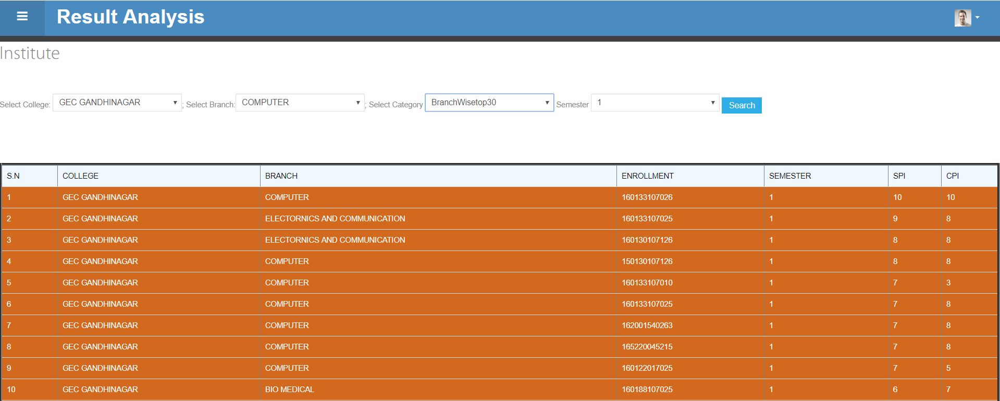 Result Analysis
Institute
Select College: GEC GANDHINAGAR ; Select Branch: COMPUTER ; Select Category BranchWisetop30 Semester 1 Search
S.N COLLEGE BRANCH ENROLLMENT SEMESTER SPI CPI
1 GEC GANDHINAGAR COMPUTER 160133107026 1 10 10
2 GEC GANDHINAGAR ELECTORNICS AND COMMUNICATION 160133107025 1 9 8
3 GEC GANDHINAGAR ELECTORNICS AND COMMUNICATION 160130107126 1 8 8
4 GEC GANDHINAGAR COMPUTER 150130107126 1 8 8
5 GEC GANDHINAGAR COMPUTER 160133107010 1 7 3
6 GEC GANDHINAGAR COMPUTER 160133107025 1 7 8
7 GEC GANDHINAGAR COMPUTER 162001540263 1 7 8
8 GEC GANDHINAGAR COMPUTER 165220045215 1 7 8
9 GEC GANDHINAGAR COMPUTER 160122017025 1 7 5
10 GEC GANDHINAGAR BIO MEDICAL 160188107025 1 6 7